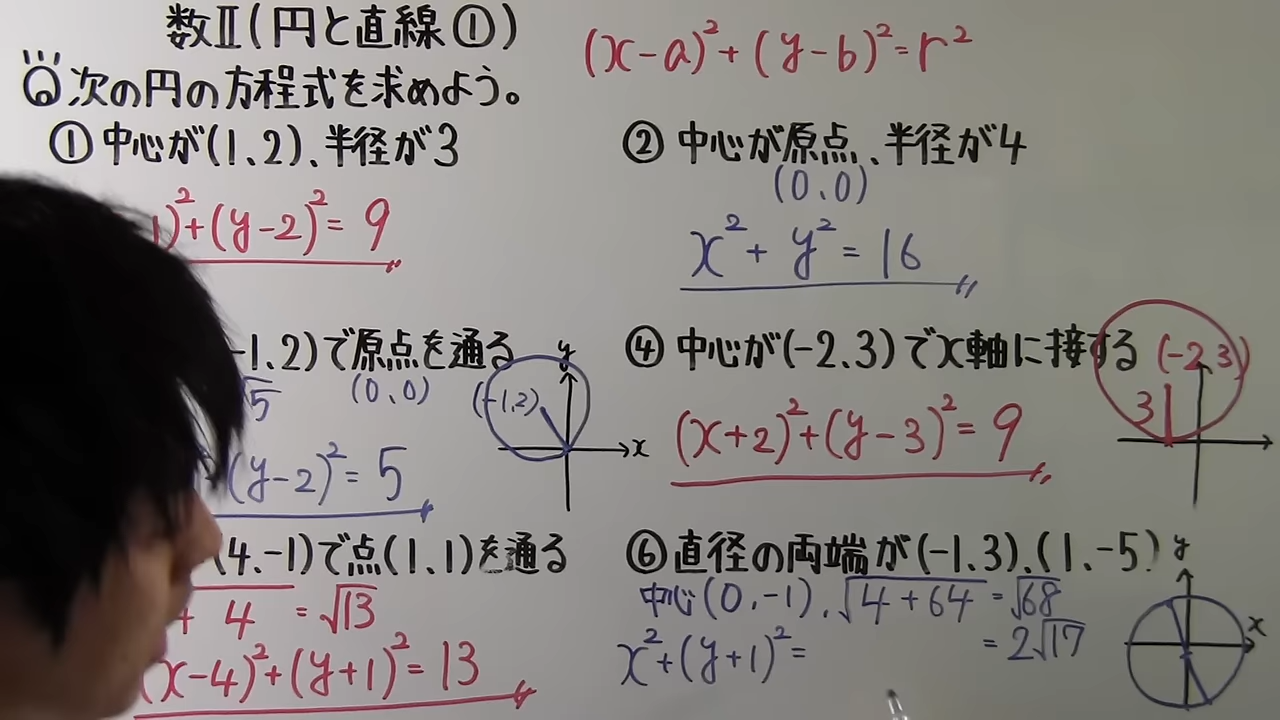 数Ⅱ(円と直線①)
(x-a)²+(y-b)²=r²
Q次の円の方程式を求めよう。
①中心が(1,2)、半径が3
)²+(y-2)²=9
②中心が原点、半径が4
(0,0)
x²+y²=16
-1,2)で原点を通る
√5
(0,0)
(y-2)²=5
(-1,2)
y
x
④中心が(-2,3)でx軸に接する
(x+2)²+(y-3)²=9
(-2,3)
3
(4,-1)で点(1,1)を通る
+4=√13
(x-4)²+(y+1)²=13
⑥直径の両端が(-1,3),(1,-5)
中心(0,-1),√4+64=√68
=2√17
x²+(y+1)²=
y
x